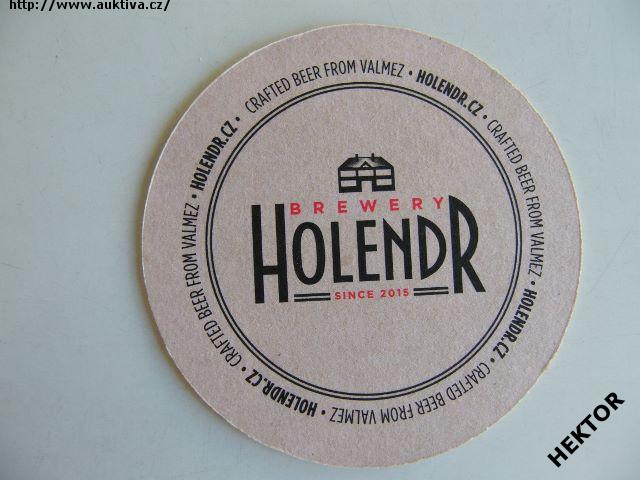 http://www.auktiva.cz/
CRAFTED BEER FROM VALMEZ • HOLENDR.CZ • CRAFTED BEER FROM VALMEZ • HOLENDR.CZ • CRAFTED BEER FROM VALMEZ • HOLENDR.CZ • CRAFTED BEER FROM VALMEZ • HOLENDR.CZ •
BREWERY
HOLENDR
SINCE 2015
HEKTOR